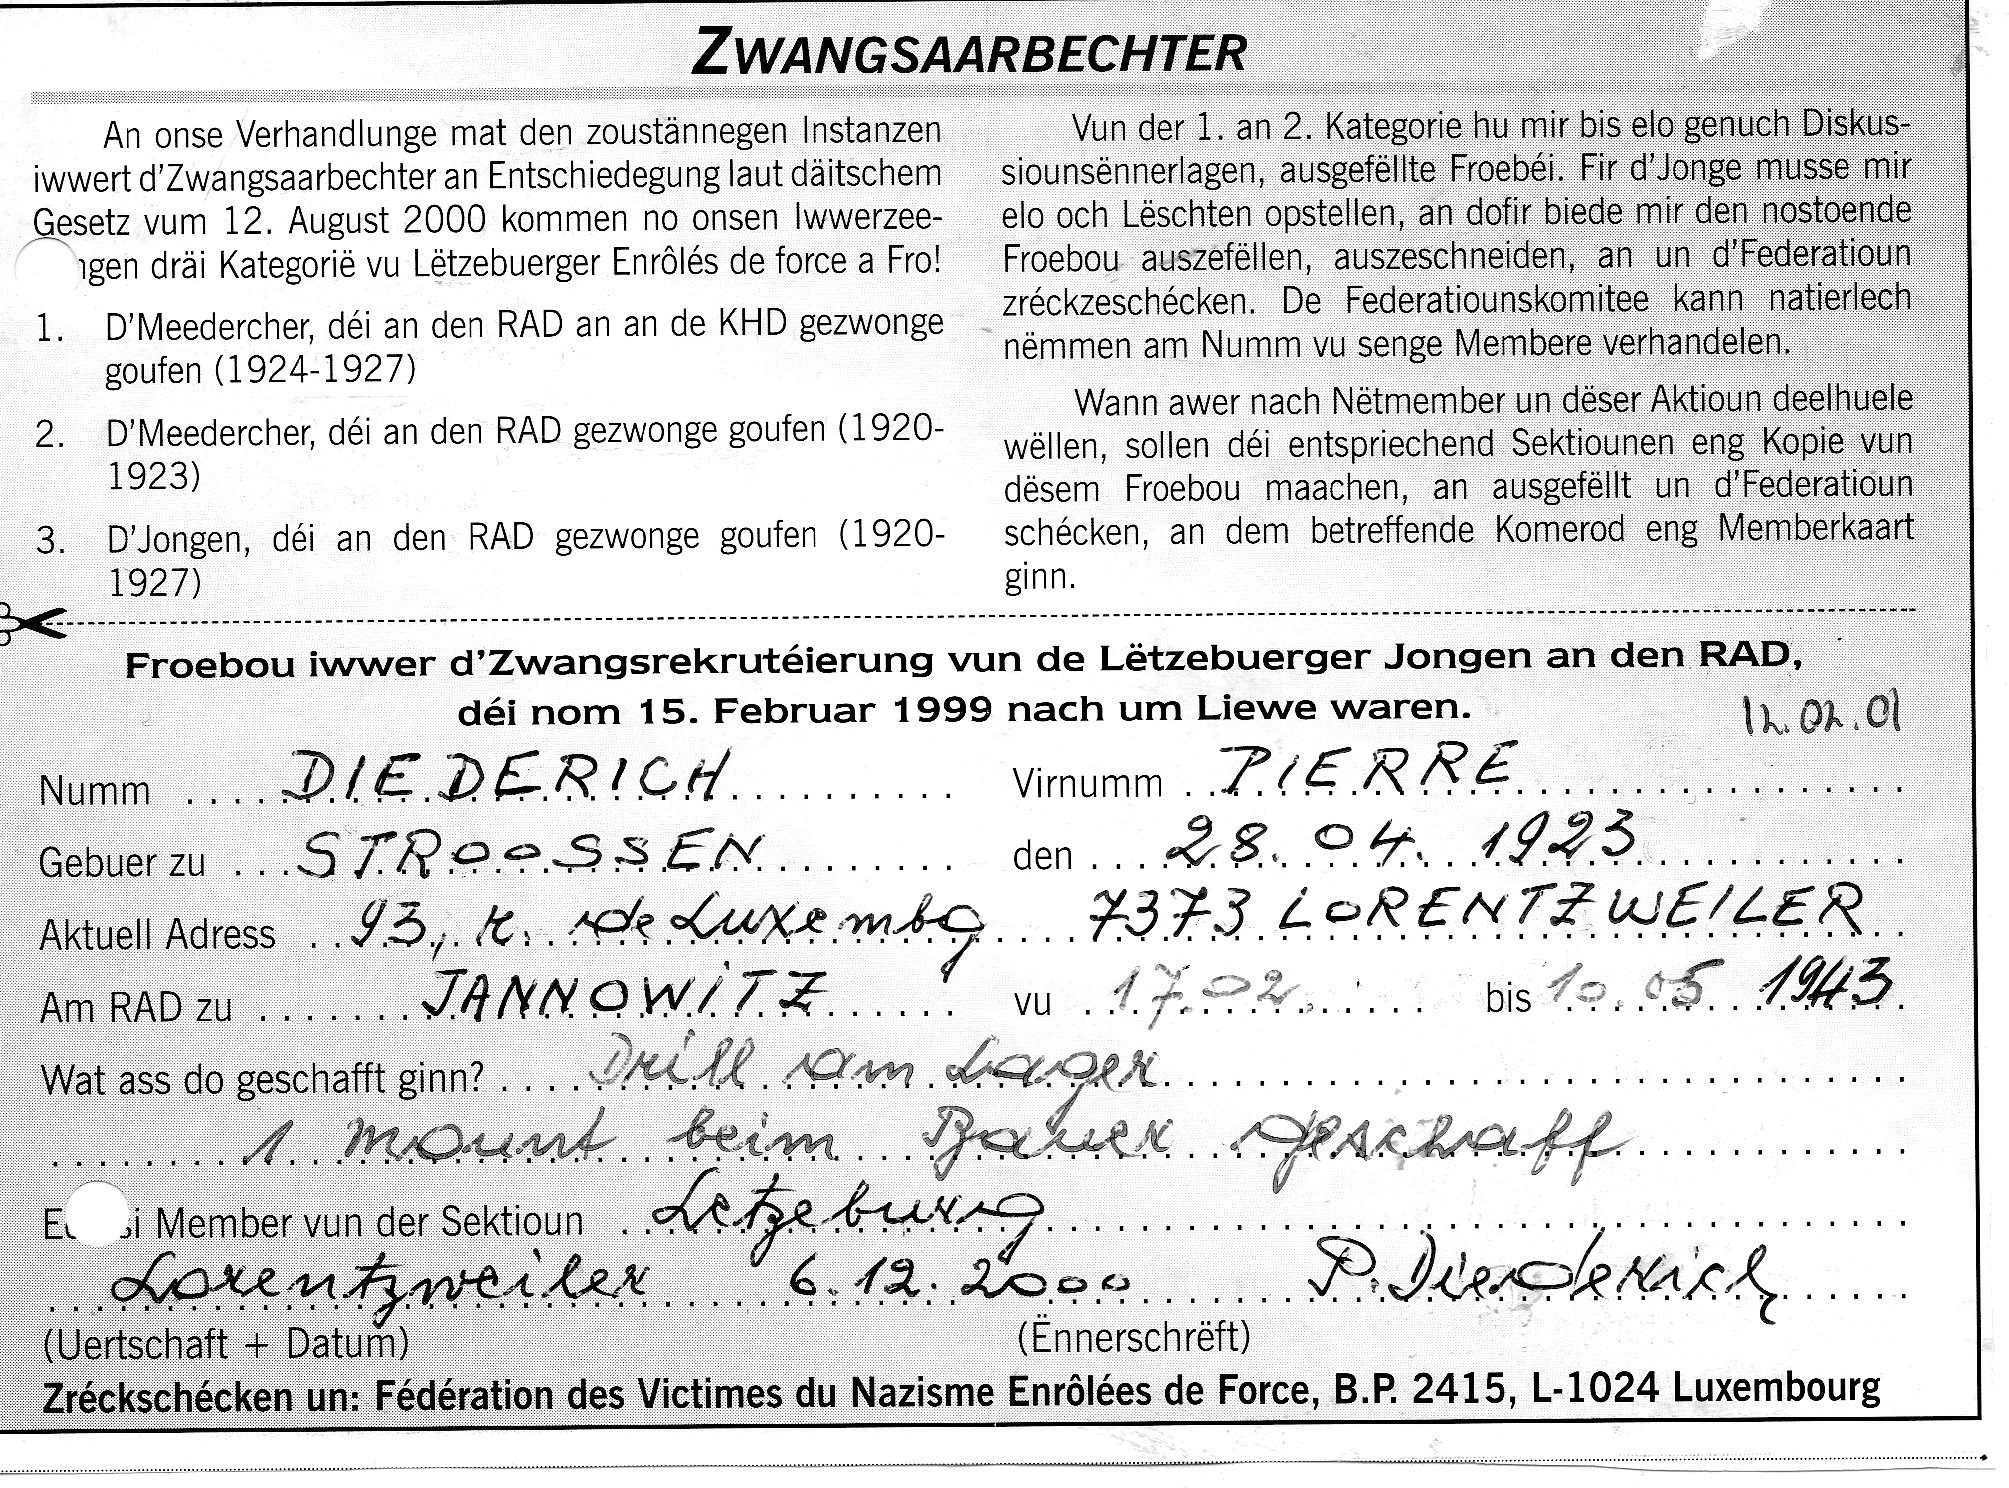 ZWANGSAARBECHTER
An onse Verhandlunge mat den zoustännegen Instanzen
iwwert d'Zwangsaarbechter an Entschiedegung laut däitschem
Gesetz vum 12. August 2000 kommen no onsen Iwwerzee-
ngen dräi Kategorië vu Lëtzebuerger Enrôlés de force a Fro!
1. D'Meedercher, déi an den RAD an an de KHD gezwonge
goufen (1924-1927)
2. D'Meedercher, déi an den RAD gezwonge goufen (1920-
1923)
3. D'Jongen, déi an den RAD gezwonge goufen (1920-
1927)
Vun der 1. an 2. Kategorie hu mir bis elo genuch Diskus-
siounsënnerlagen, ausgefëllte Froebéi. Fir d'Jonge musse mir
elo och Lëschten opstellen, an dofir biede mir den nostoende
Froebou auszefëllen, auszeschneiden, an un d'Federatioun
zréckzeschécken. De Federatiounskomitee kann natierlech
nëmmen am Numm vu senge Membere verhandelen.
Wann awer nach Nëtmember un dëser Aktioun deelhuele
wëllen, sollen déi entspriechend Sektiounen eng Kopie vun
dësem Froebou maachen, an ausgefëllt un d'Federatioun
schécken, an dem betreffende Komerod eng Memberkaart
ginn.
Froebou iwwer d'Zwangsrekrutéierung vun de Lëtzebuerger Jongen an den RAD,
déi nom 15. Februar 1999 nach um Liewe waren.
12.02.01
Numm DIEDERICH Virnumm PIERRE
Gebuer zu STROOSSEN den 28.04.1923
Aktuell Adress 93, r. de Luxembg 7373 LORENTZWEILER
Am RAD zu JANNOWITZ vu 17.02. bis 10.05 1943
Wat ass do geschafft ginn? Drill am Lager
1 Mount beim Bauer geschaff
Member vun der Sektioun Letzeburg
Lorentzweiler 6.12.2000 P. Diederich
(Uertschaft + Datum) (Ënnerschrëft)
Zréckschécken un: Fédération des Victimes du Nazisme Enrôlées de Force, B.P. 2415, L-1024 Luxembourg